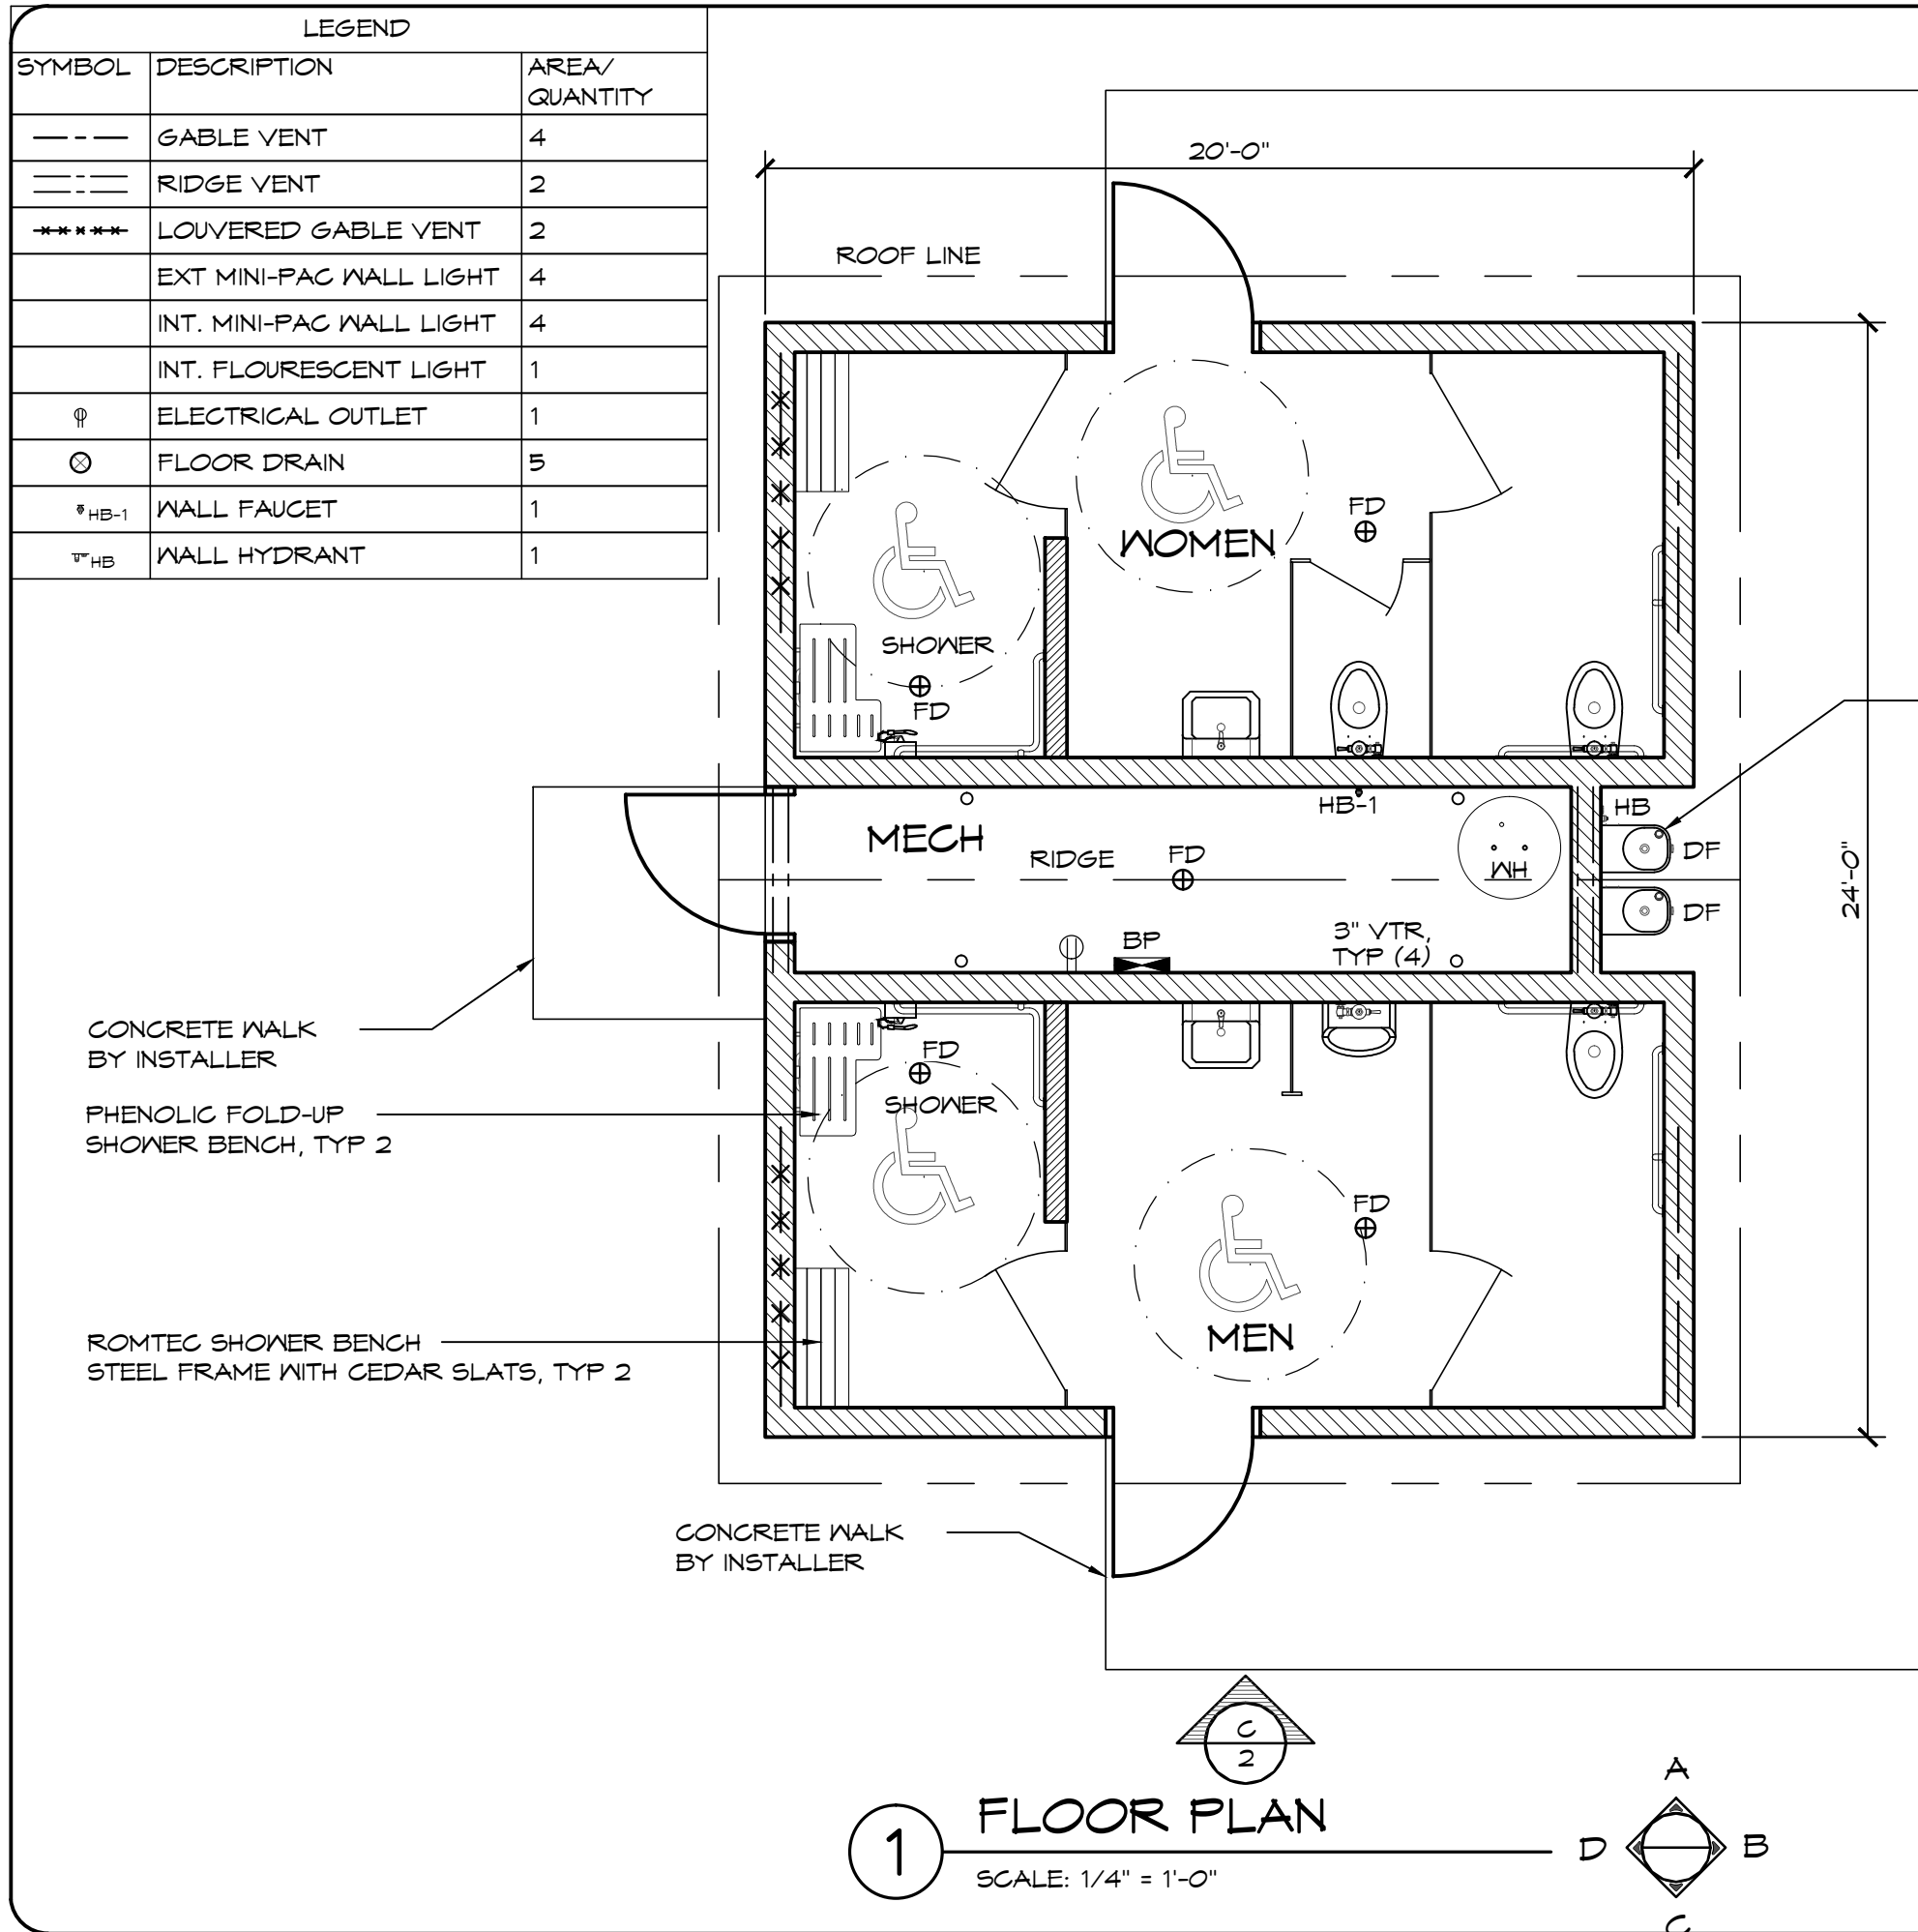 LEGEND
SYMBOL DESCRIPTION AREA/
QUANTITY
GABLE VENT 4
RIDGE VENT 2
LOUVERED GABLE VENT 2
EXT MINI-PAC WALL LIGHT 4
INT. MINI-PAC WALL LIGHT 4
INT. FLOURESCENT LIGHT 1
ELECTRICAL OUTLET 1
FLOOR DRAIN 5
HB-1 WALL FAUCET 1
HB WALL HYDRANT 1
20'-0"
ROOF LINE
FD
WOMEN
SHOWER
FD
HB-1
HB
MECH
RIDGE
FD
WH
DF
24'-0"
DF
BP
3" VTR,
TYP (4)
CONCRETE WALK
BY INSTALLER
FD
SHOWER
PHENOLIC FOLD-UP
SHOWER BENCH, TYP 2
FD
MEN
ROMTEC SHOWER BENCH
STEEL FRAME WITH CEDAR SLATS, TYP 2
CONCRETE WALK
BY INSTALLER
C
2
1
FLOOR PLAN
SCALE: 1/4" = 1'-0"
A
D B
C